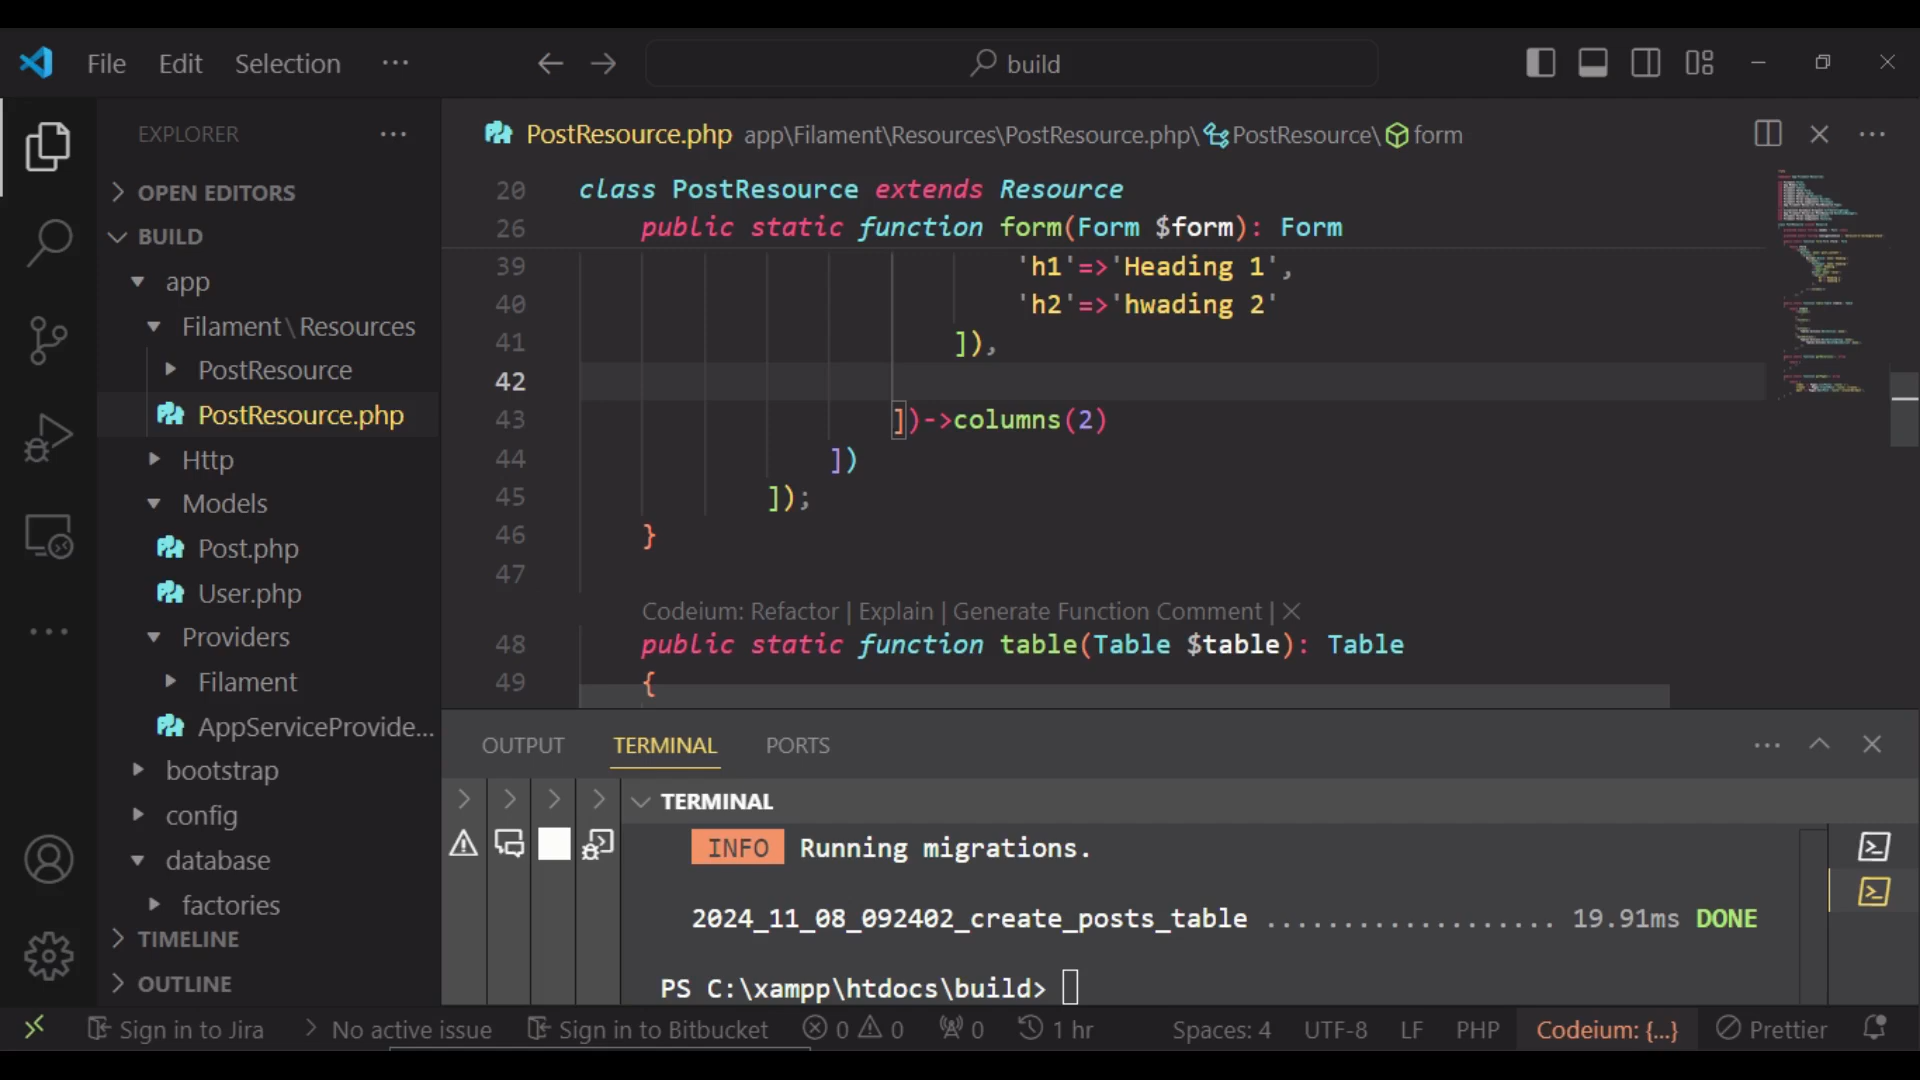 File Edit Selection ··· build
EXPLORER ···
OPEN EDITORS
BUILD
app
Filament\Resources
PostResource
PostResource.php
Http
Models
Post.php
User.php
Providers
Filament
AppServiceProvide...
bootstrap
config
database
factories
TIMELINE
OUTLINE
PostResource.php app\Filament\Resources\PostResource.php\PostResource\form
20 class PostResource extends Resource
26 public static function form(Form $form): Form
39 'h1'=>'Heading 1',
40 'h2'=>'hwading 2'
41 ]),
42
43 ])->columns(2)
44 ])
45 ]);
46 }
47
Codeium: Refactor | Explain | Generate Function Comment | ×
48 public static function table(Table $table): Table
49 {
OUTPUT TERMINAL PORTS
TERMINAL
INFO Running migrations.
2024_11_08_092402_create_posts_table ................... 19.91ms DONE
PS C:\xampp\htdocs\build>
Sign in to Jira No active issue Sign in to Bitbucket 0 0 0 1 hr Spaces: 4 UTF-8 LF PHP Codeium: {...} Prettier